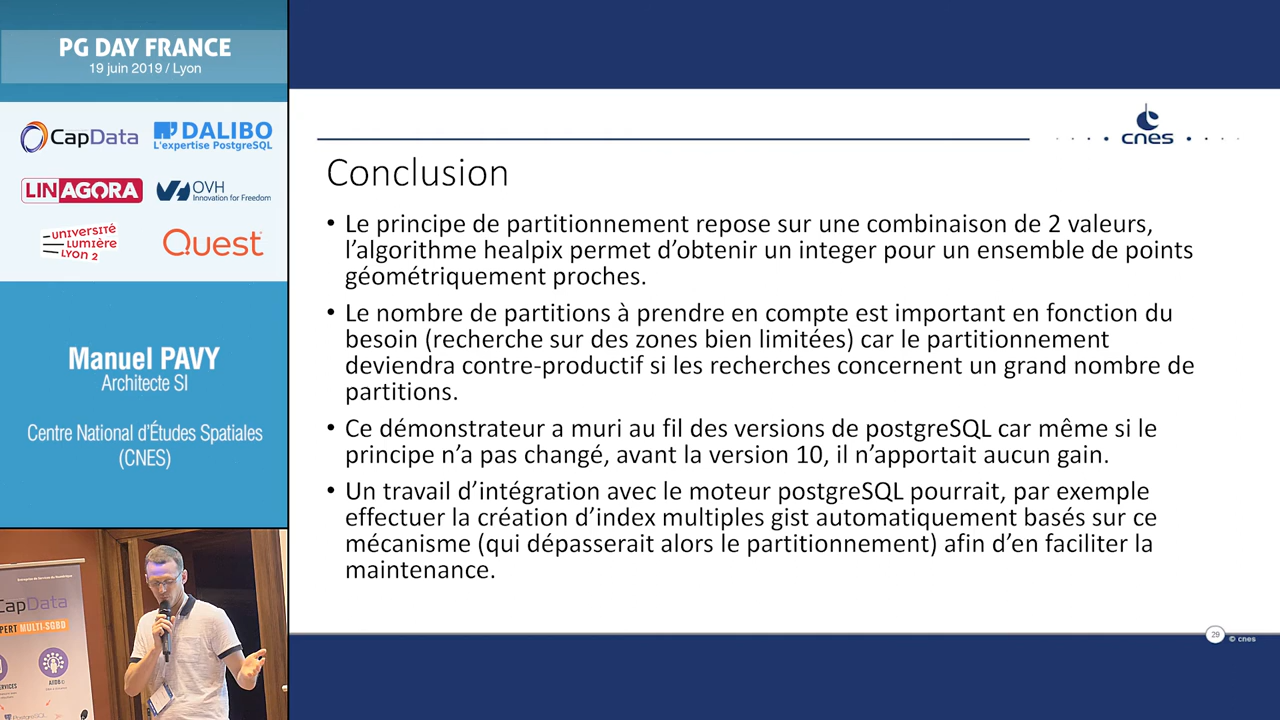 PG DAY FRANCE
19 juin 2019 / Lyon
CapData
DALIBO
L'expertise PostgreSQL
LINAGORA
OVH
Innovation for Freedom
UNIVERSITÉ
LUMIÈRE
LYON 2
Quest
Manuel PAVY
Architecte SI
Centre National d'Études Spatiales
(CNES)
cnes
Conclusion
• Le principe de partitionnement repose sur une combinaison de 2 valeurs,
l'algorithme healpix permet d'obtenir un integer pour un ensemble de points
géométriquement proches.
• Le nombre de partitions à prendre en compte est important en fonction du
besoin (recherche sur des zones bien limitées) car le partitionnement
deviendra contre-productif si les recherches concernent un grand nombre de
partitions.
• Ce démonstrateur a muri au fil des versions de postgreSQL car même si le
principe n'a pas changé, avant la version 10, il n'apportait aucun gain.
• Un travail d'intégration avec le moteur postgreSQL pourrait, par exemple
effectuer la création d'index multiples gist automatiquement basés sur ce
mécanisme (qui dépasserait alors le partitionnement) afin d'en faciliter la
maintenance.
29
© cnes
CapData
PERT MULTI-SGBD
SERVICES
PostgreSQL